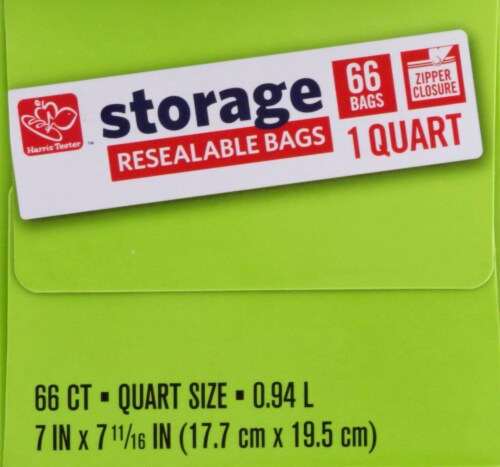 Harris Teeter™
storage
RESEALABLE BAGS
66
BAGS
ZIPPER
CLOSURE
1 QUART
66 CT ▪ QUART SIZE ▪ 0.94 L
7 IN x 7 11/16 IN (17.7 cm x 19.5 cm)